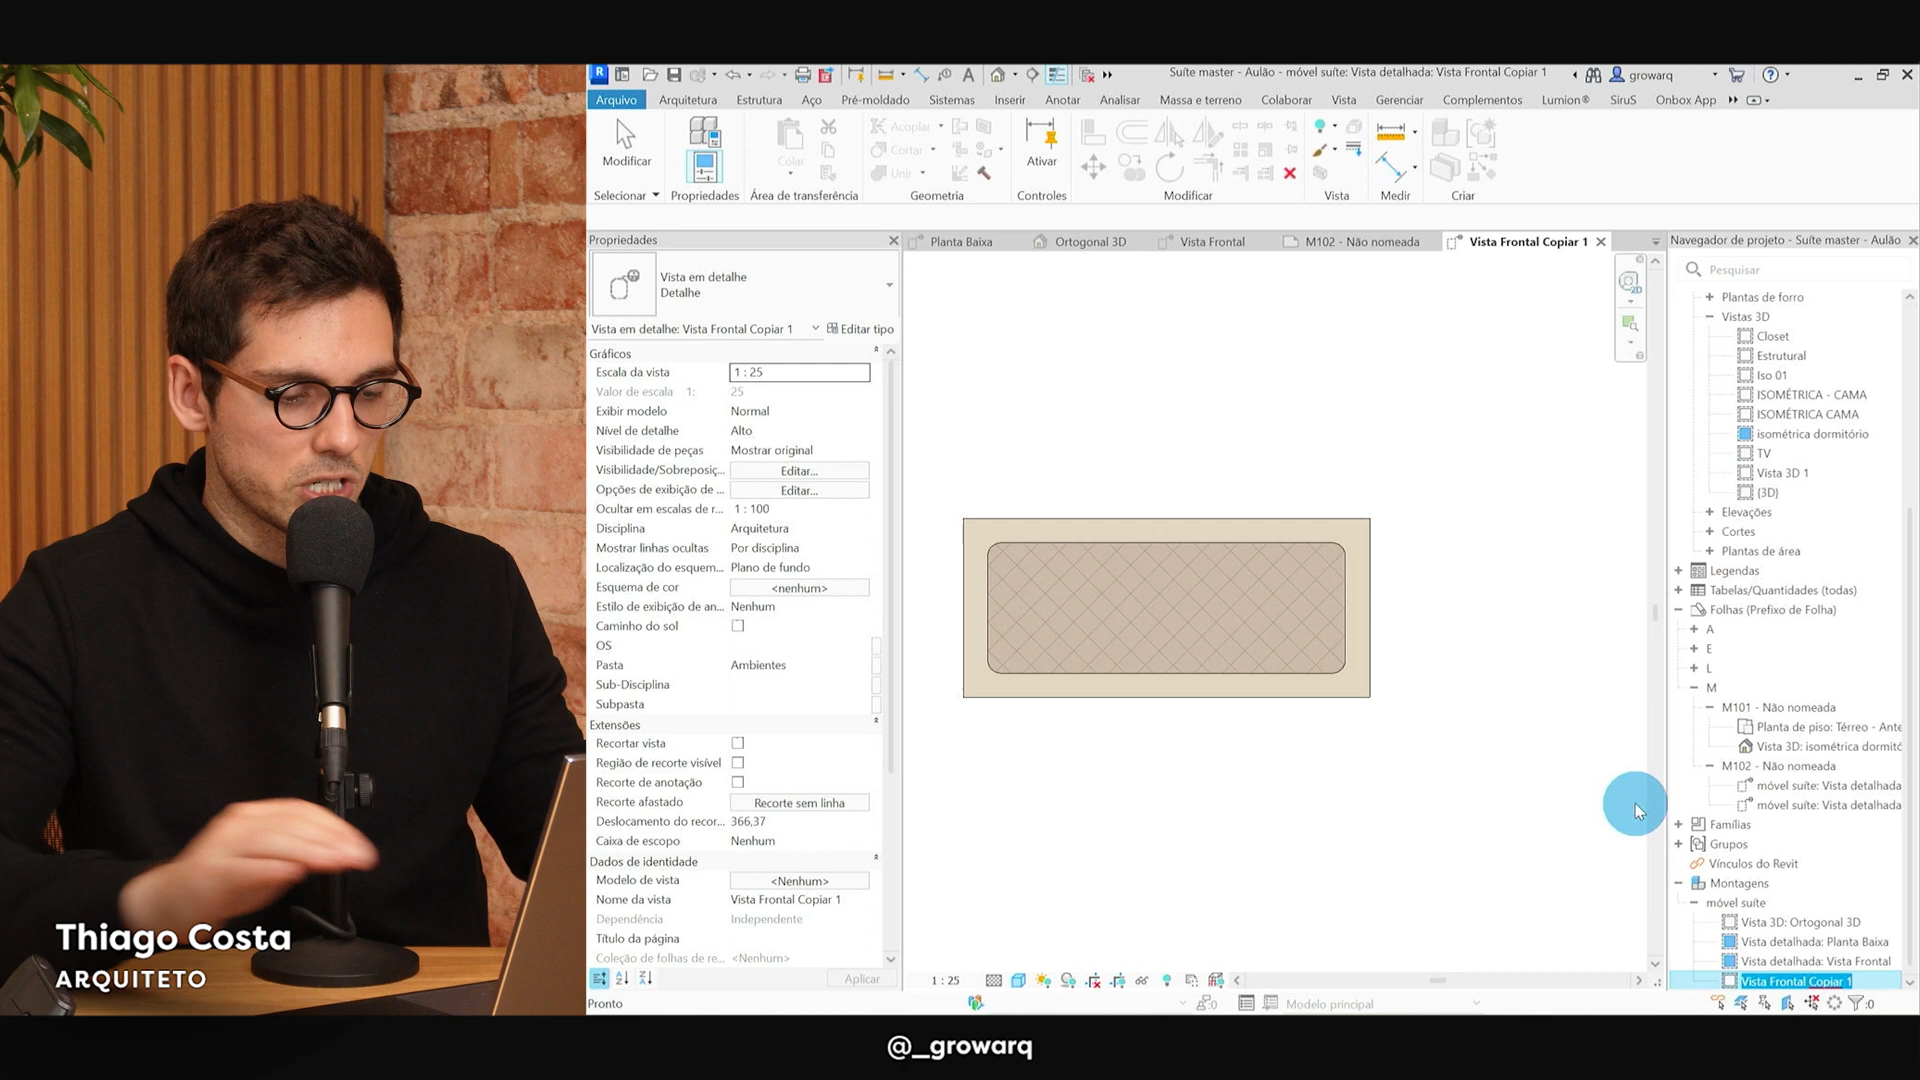 Suíte master - Aulão - móvel suíte: Vista detalhada: Vista Frontal Copiar 1
growarq
Arquivo Arquitetura Estrutura Aço Pré-moldado Sistemas Inserir Anotar Analisar Massa e terreno Colaborar Vista Gerenciar Complementos Lumion® SiruS Onbox App
Modificar
Colar
Acoplar
Cortar
Unir
Ativar
Selecionar Propriedades Área de transferência Geometria Controles Modificar Vista Medir Criar
Propriedades
Planta Baixa Ortogonal 3D Vista Frontal M102 - Não nomeada Vista Frontal Copiar 1
Navegador de projeto - Suíte master - Aulão
Vista em detalhe
Detalhe
Vista em detalhe: Vista Frontal Copiar 1 Editar tipo
Gráficos
Escala da vista 1 : 25
Valor de escala 1: 25
Exibir modelo Normal
Nível de detalhe Alto
Visibilidade de peças Mostrar original
Visibilidade/Sobreposiç... Editar...
Opções de exibição de ... Editar...
Ocultar em escalas de r... 1 : 100
Disciplina Arquitetura
Mostrar linhas ocultas Por disciplina
Localização do esquem... Plano de fundo
Esquema de cor <nenhum>
Estilo de exibição de an... Nenhum
Caminho do sol
OS
Pasta Ambientes
Sub-Disciplina
Subpasta
Extensões
Recortar vista
Região de recorte visível
Recorte de anotação
Recorte afastado Recorte sem linha
Deslocamento do recor... 366,37
Caixa de escopo Nenhum
Dados de identidade
Modelo de vista <Nenhum>
Nome da vista Vista Frontal Copiar 1
Dependência Independente
Título da página
Coleção de folhas de re... <Nenhum>
Aplicar
Pronto
2D
1 : 25
:0
Modelo principal
Pesquisar
Plantas de forro
Vistas 3D
Closet
Estrutural
Iso 01
ISOMÉTRICA - CAMA
ISOMÉTRICA CAMA
isométrica dormitório
TV
Vista 3D 1
{3D}
Elevações
Cortes
Plantas de área
Legendas
Tabelas/Quantidades (todas)
Folhas (Prefixo de Folha)
A
E
L
M
M101 - Não nomeada
Planta de piso: Térreo - Ante
Vista 3D: isométrica dormitó
M102 - Não nomeada
móvel suíte: Vista detalhada
móvel suíte: Vista detalhada
Famílias
Grupos
Vínculos do Revit
Montagens
móvel suíte
Vista 3D: Ortogonal 3D
Vista detalhada: Planta Baixa
Vista detalhada: Vista Frontal
Vista Frontal Copiar 1
:0
Thiago Costa
ARQUITETO
@_growarq